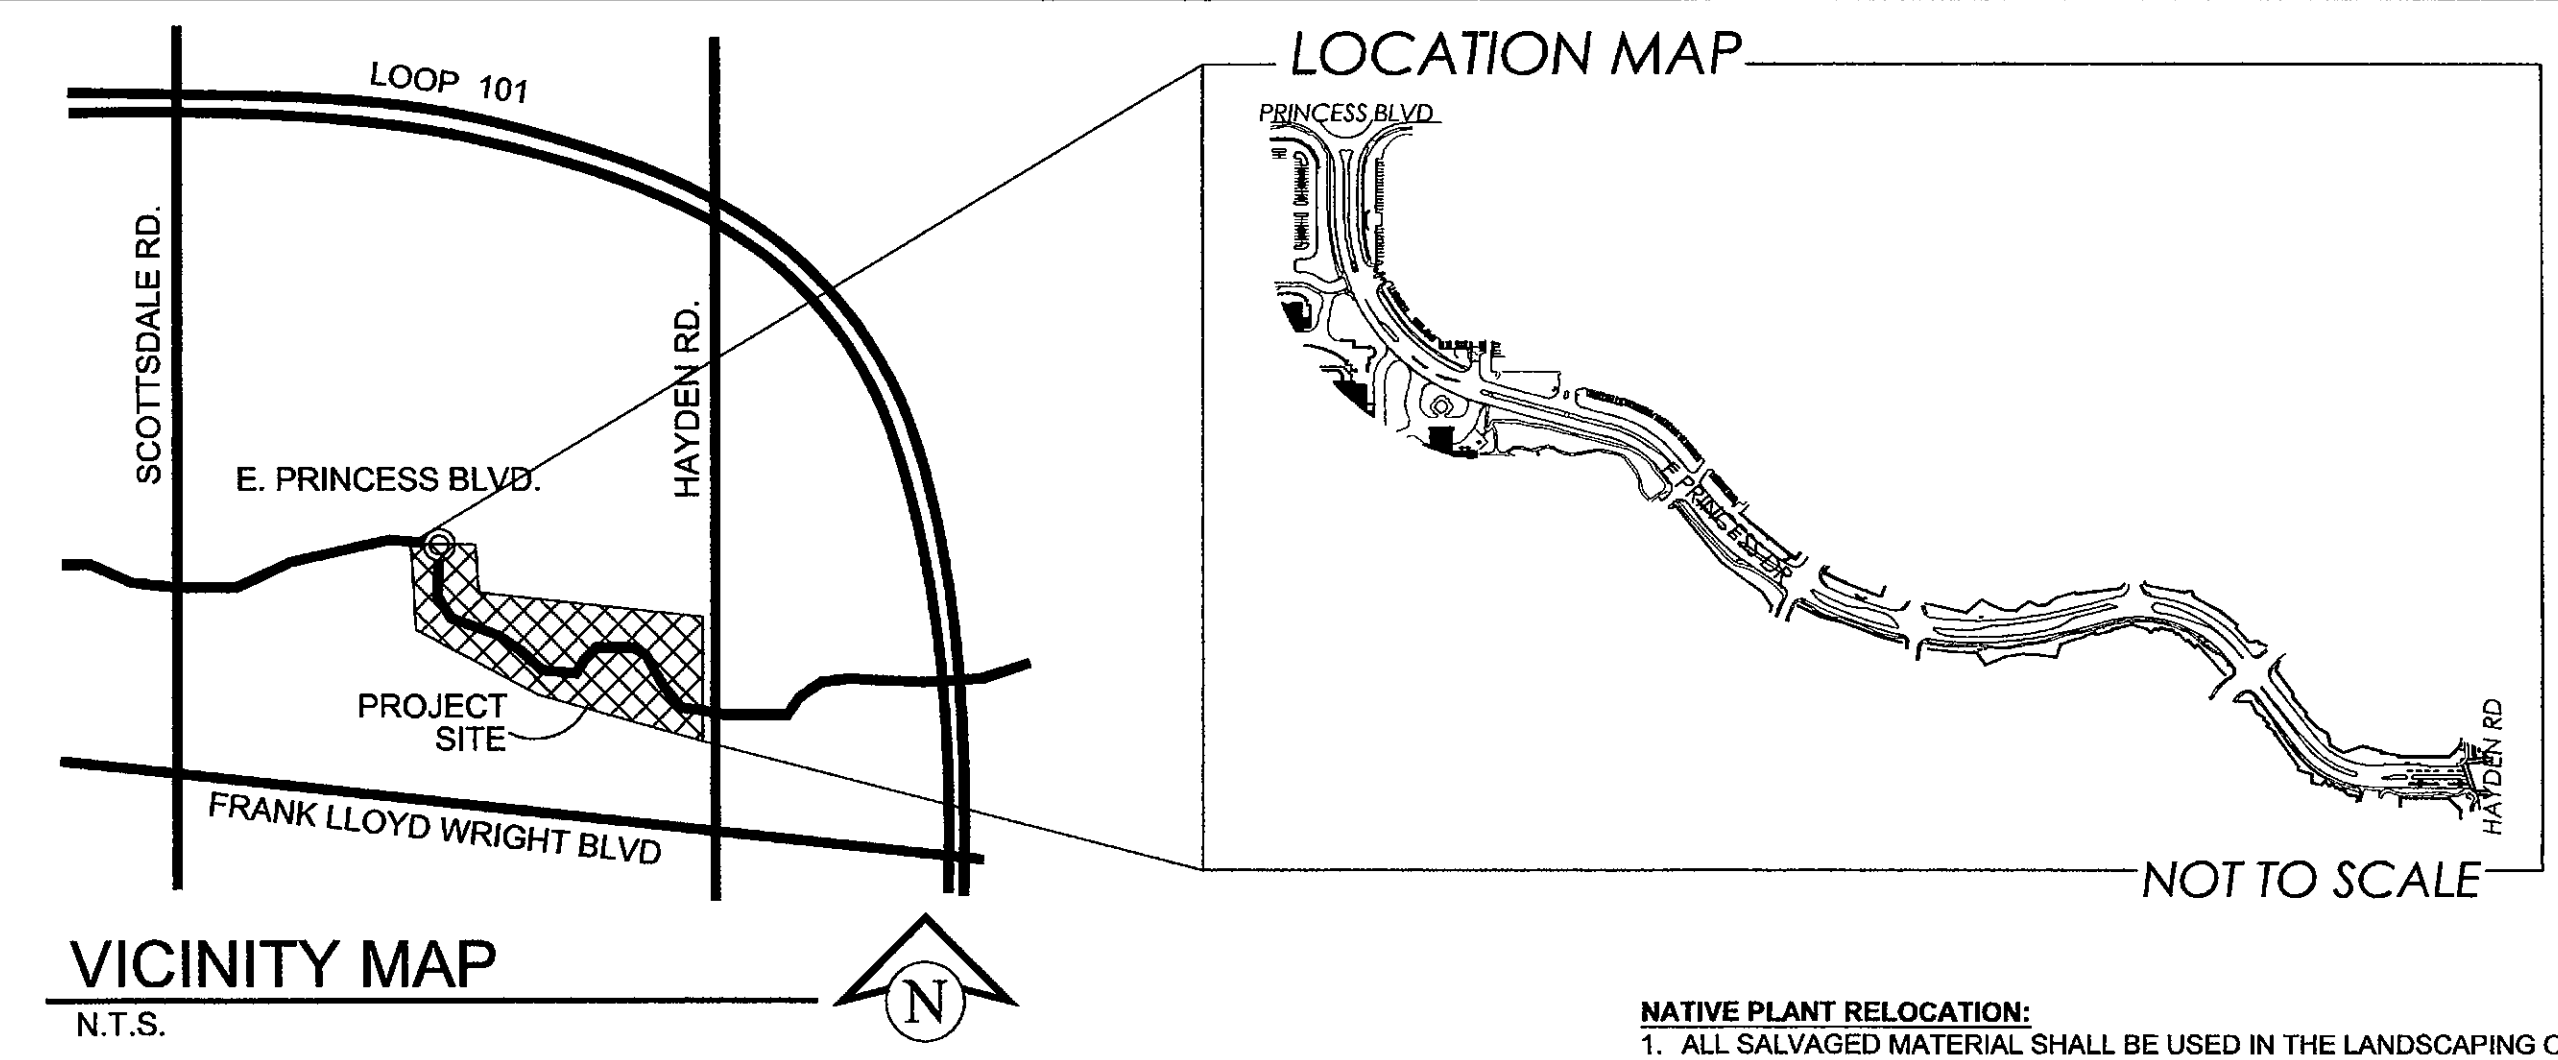 LOOP 101
SCOTTSDALE RD.
HAYDEN RD.
E. PRINCESS BLVD.
PROJECT
SITE
FRANK LLOYD WRIGHT BLVD
VICINITY MAP
N.T.S.
N
LOCATION MAP
PRINCESS BLVD
E PRINCESS DR
HAYDEN RD
NOT TO SCALE
NATIVE PLANT RELOCATION:
1. ALL SALVAGED MATERIAL SHALL BE USED IN THE LANDSCAPING